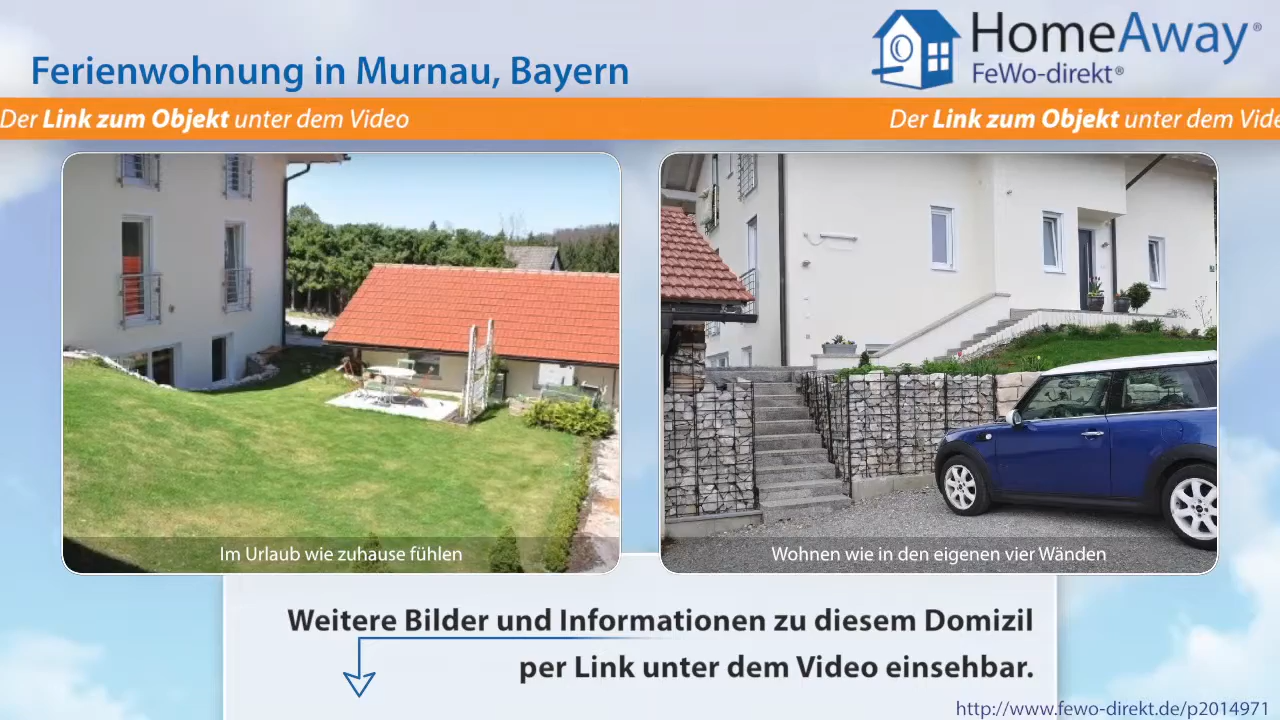 HomeAway®
FeWo-direkt®
Ferienwohnung in Murnau, Bayern
Der Link zum Objekt unter dem Video
Der Link zum Objekt unter dem Vide
Im Urlaub wie zuhause fühlen
Wohnen wie in den eigenen vier Wänden
Weitere Bilder und Informationen zu diesem Domizil
per Link unter dem Video einsehbar.
http://www.fewo-direkt.de/p2014971